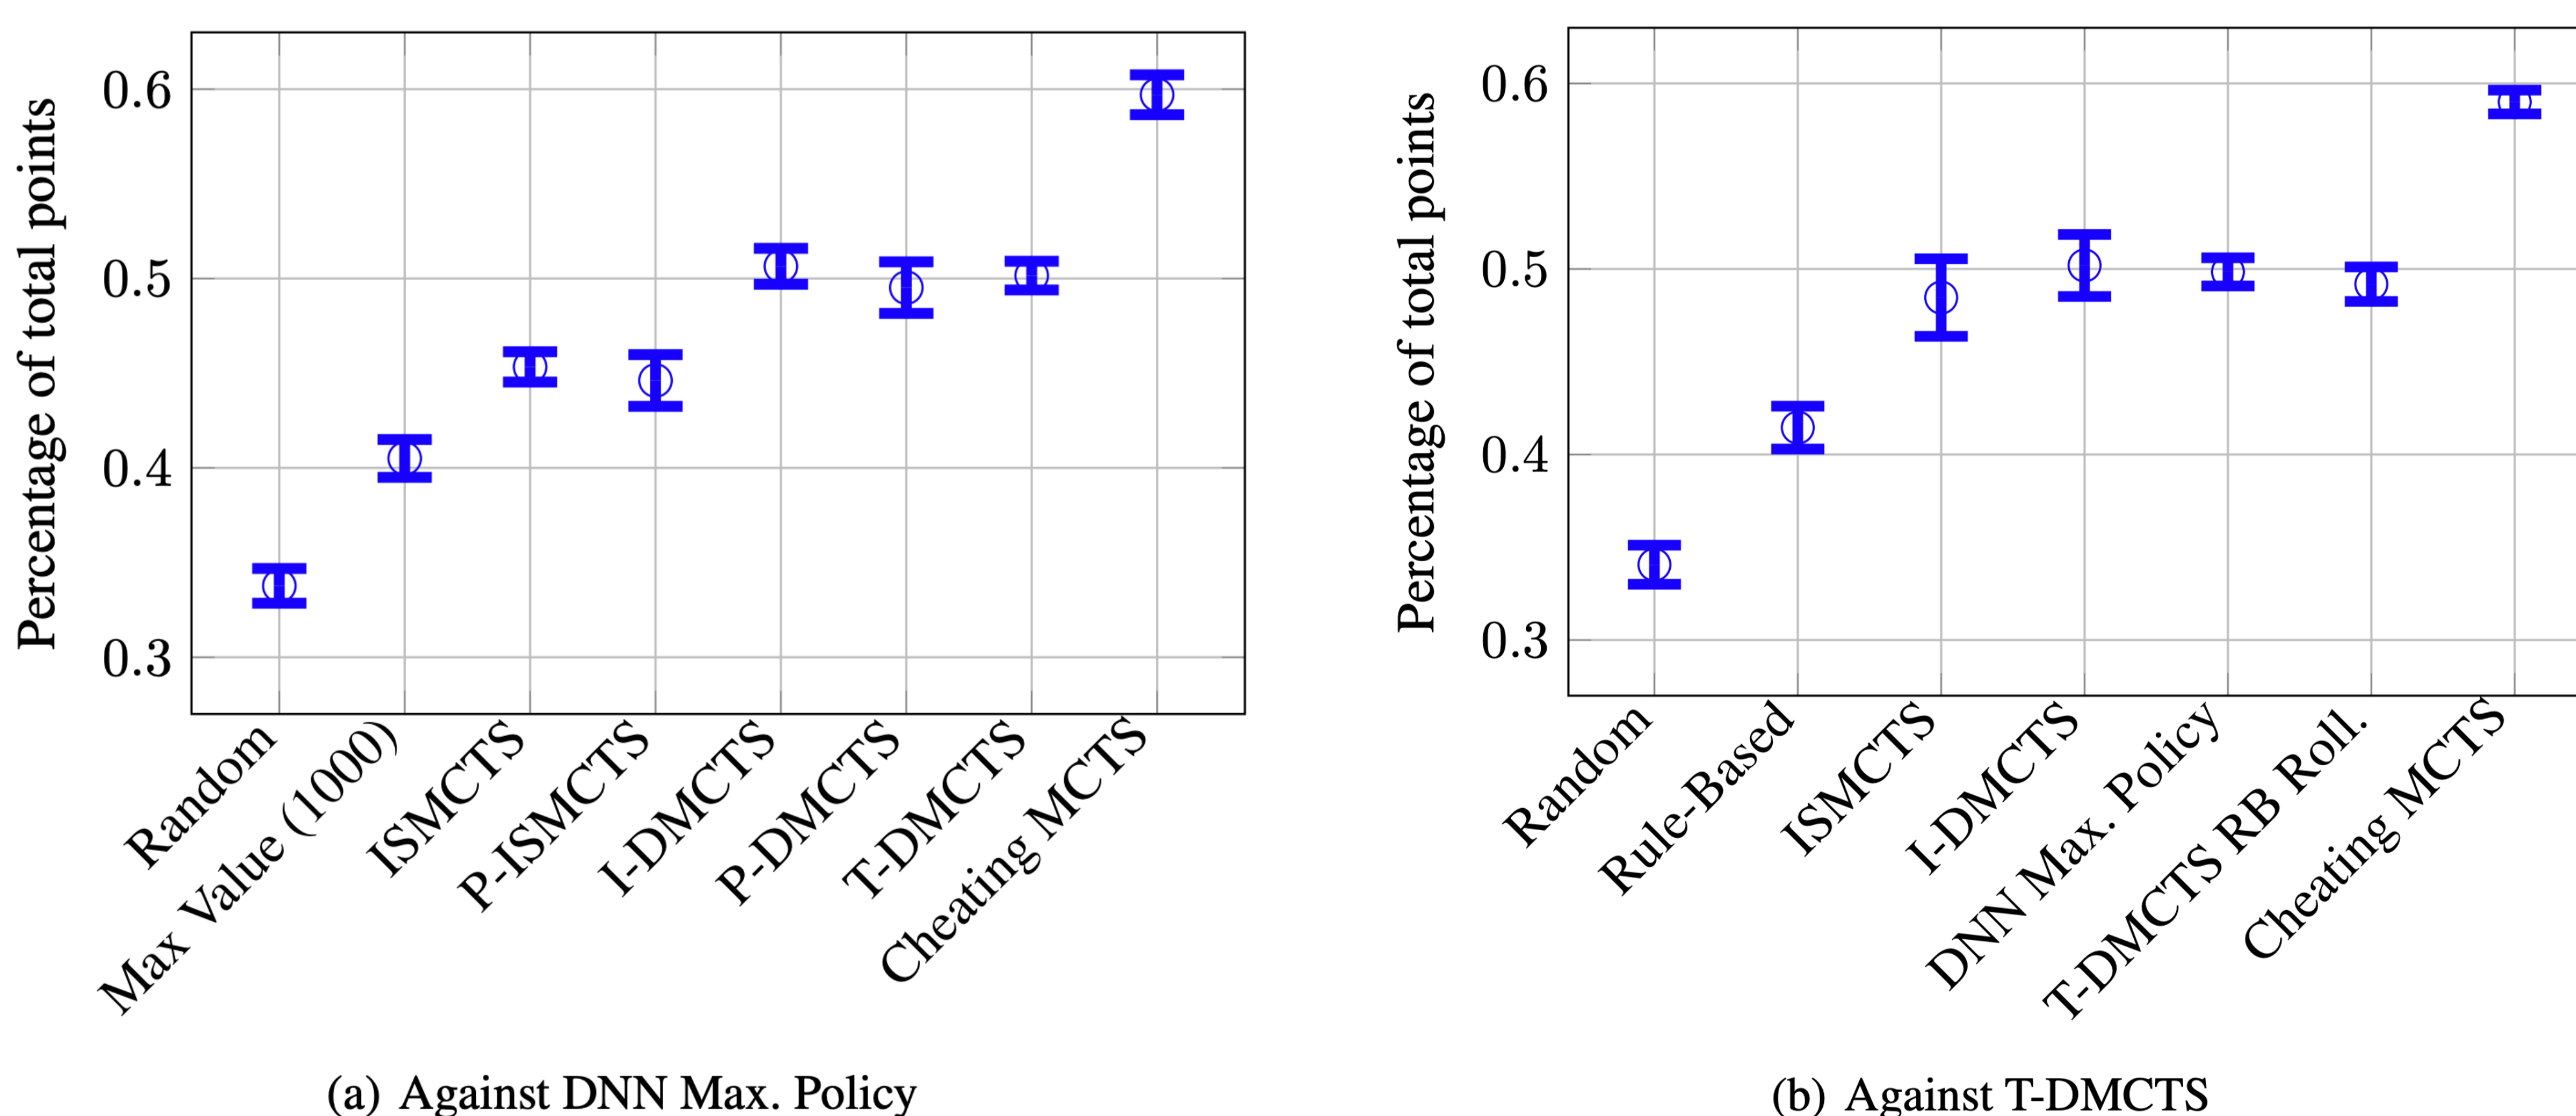 Percentage of total points
0.6
0.5
0.4
0.3
Random
Max Value (1000)
ISMCTS
P-ISMCTS
I-DMCTS
P-DMCTS
T-DMCTS
Cheating MCTS
(a) Against DNN Max. Policy
Percentage of total points
0.6
0.5
0.4
0.3
Random
Rule-Based
ISMCTS
I-DMCTS
DNN Max. Policy
T-DMCTS RB Roll.
Cheating MCTS
(b) Against T-DMCTS